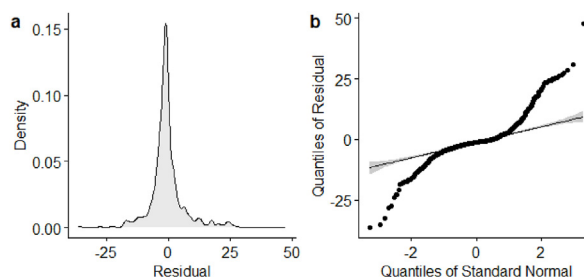 a
0.15
0.10
0.05
0.00
Density
-25
0
25
50
Residual
b
50
25
0
-25
Quantiles of Residual
-2
0
2
Quantiles of Standard Normal